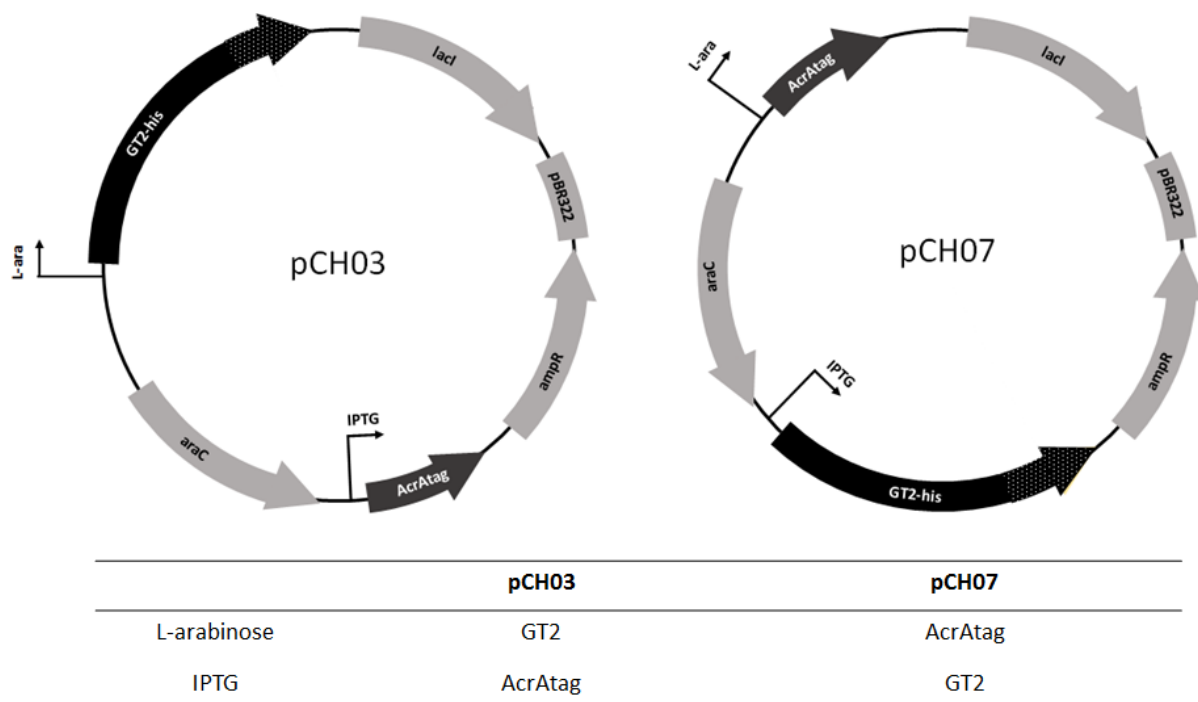 GT2-his
lacI
pBR322
ampR
AcrAtag
IPTG
araC
L-ara
pCH03
L-ara
AcrAtag
lacI
pBR322
ampR
GT2-his
IPTG
araC
pCH07
pCH03 pCH07
L-arabinose GT2 AcrAtag
IPTG AcrAtag GT2